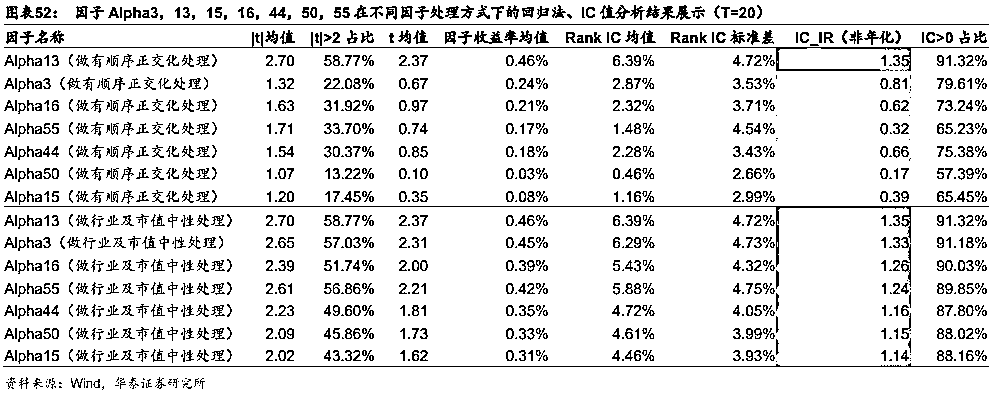 图表52： 因子 Alpha3，13，15，16，44，50，55 在不同因子处理方式下的回归法、IC 值分析结果展示（T=20）
因子名称 |t|均值 |t|>2 占比 t 均值 因子收益率均值 Rank IC 均值 Rank IC 标准差 IC_IR（非年化） IC>0 占比
Alpha13（做有顺序正交化处理） 2.70 58.77% 2.37 0.46% 6.39% 4.72% 1.35 91.32%
Alpha3（做有顺序正交化处理） 1.32 22.08% 0.67 0.24% 2.87% 3.53% 0.81 79.61%
Alpha16（做有顺序正交化处理） 1.63 31.92% 0.97 0.21% 2.32% 3.71% 0.62 73.24%
Alpha55（做有顺序正交化处理） 1.71 33.70% 0.74 0.17% 1.48% 4.54% 0.32 65.23%
Alpha44（做有顺序正交化处理） 1.54 30.37% 0.85 0.18% 2.28% 3.43% 0.66 75.38%
Alpha50（做有顺序正交化处理） 1.07 13.22% 0.10 0.03% 0.46% 2.66% 0.17 57.39%
Alpha15（做有顺序正交化处理） 1.20 17.45% 0.35 0.08% 1.16% 2.99% 0.39 65.45%
Alpha13（做行业及市值中性处理） 2.70 58.77% 2.37 0.46% 6.39% 4.72% 1.35 91.32%
Alpha3（做行业及市值中性处理） 2.65 57.03% 2.31 0.45% 6.29% 4.73% 1.33 91.18%
Alpha16（做行业及市值中性处理） 2.39 51.74% 2.00 0.39% 5.43% 4.32% 1.26 90.03%
Alpha55（做行业及市值中性处理） 2.61 56.86% 2.21 0.42% 5.88% 4.75% 1.24 89.85%
Alpha44（做行业及市值中性处理） 2.23 49.60% 1.81 0.35% 4.72% 4.05% 1.16 87.80%
Alpha50（做行业及市值中性处理） 2.09 45.86% 1.73 0.33% 4.61% 3.99% 1.15 88.02%
Alpha15（做行业及市值中性处理） 2.02 43.32% 1.62 0.31% 4.46% 3.93% 1.14 88.16%
资料来源：Wind，华泰证券研究所